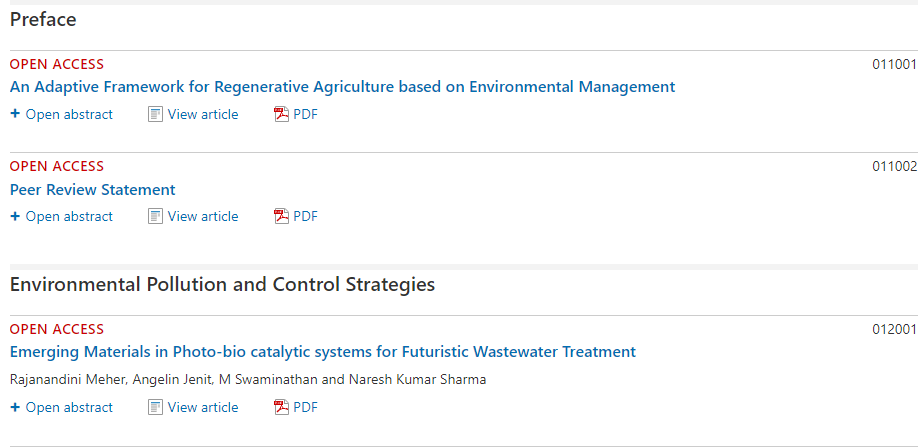 Preface
OPEN ACCESS 011001
An Adaptive Framework for Regenerative Agriculture based on Environmental Management
+ Open abstract View article PDF
OPEN ACCESS 011002
Peer Review Statement
+ Open abstract View article PDF
Environmental Pollution and Control Strategies
OPEN ACCESS 012001
Emerging Materials in Photo-bio catalytic systems for Futuristic Wastewater Treatment
Rajanandini Meher, Angelin Jenit, M Swaminathan and Naresh Kumar Sharma
+ Open abstract View article PDF